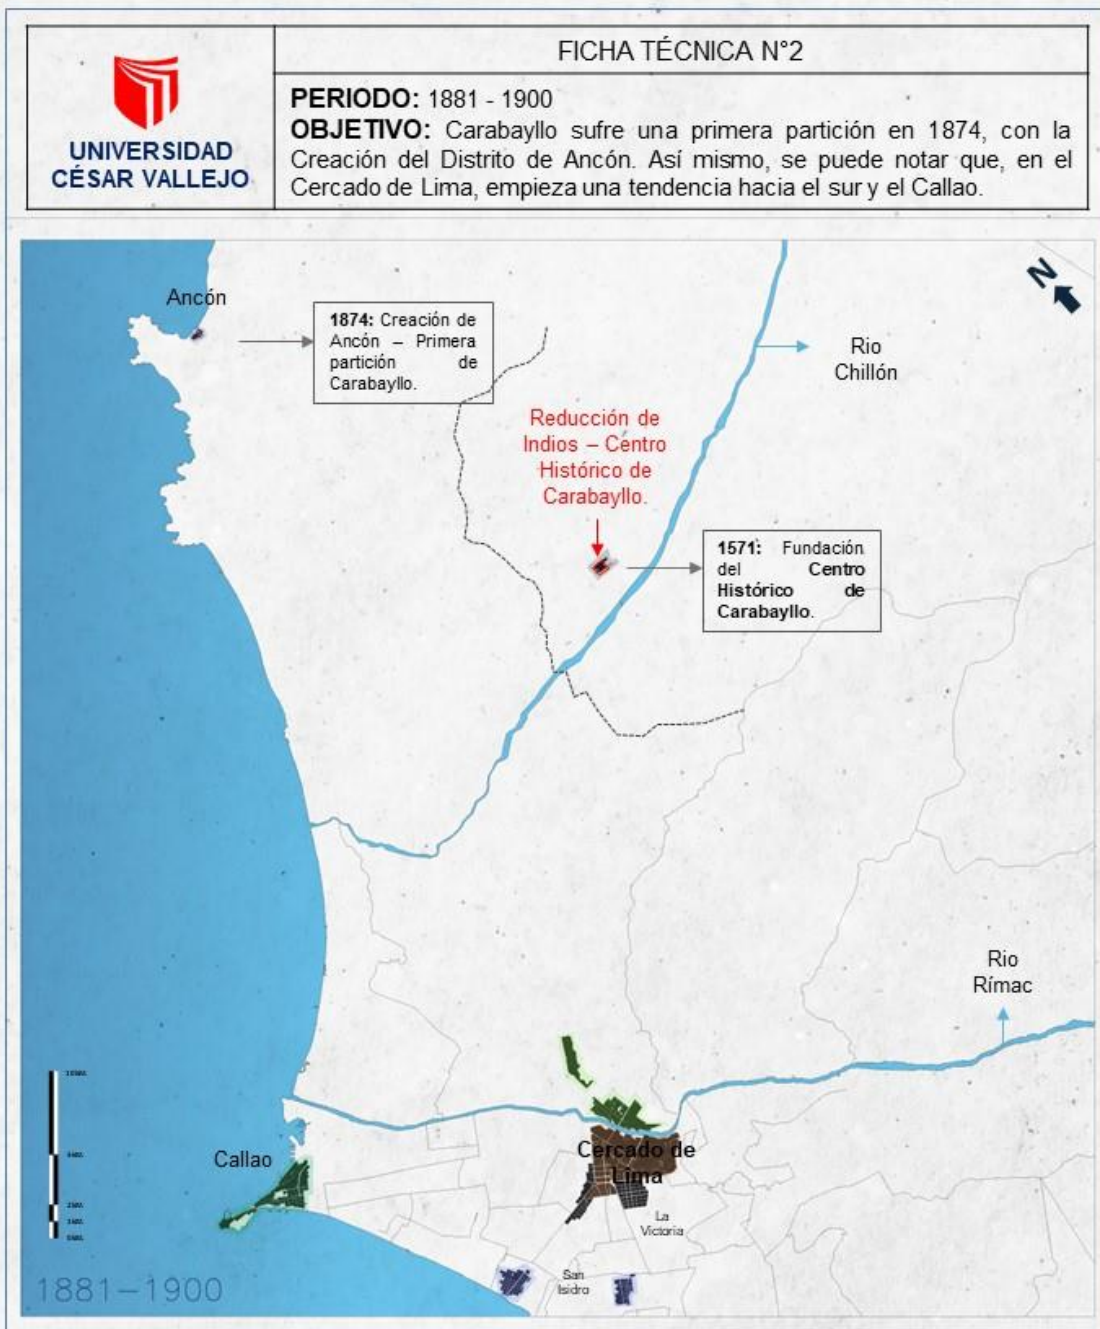 UNIVERSIDAD
CÉSAR VALLEJO
FICHA TÉCNICA N°2
PERIODO: 1881 - 1900
OBJETIVO: Carabayllo sufre una primera partición en 1874, con la
Creación del Distrito de Ancón. Así mismo, se puede notar que, en el
Cercado de Lima, empieza una tendencia hacia el sur y el Callao.
N
Ancón
1874: Creación de
Ancón – Primera
partición de
Carabayllo.
Rio
Chillón
Reducción de
Indios – Centro
Histórico de
Carabayllo.
1571: Fundación
del Centro
Histórico de
Carabayllo.
Rio
Rímac
Callao
Cercado de
Lima
La
Victoria
San
Isidro
1881–1900